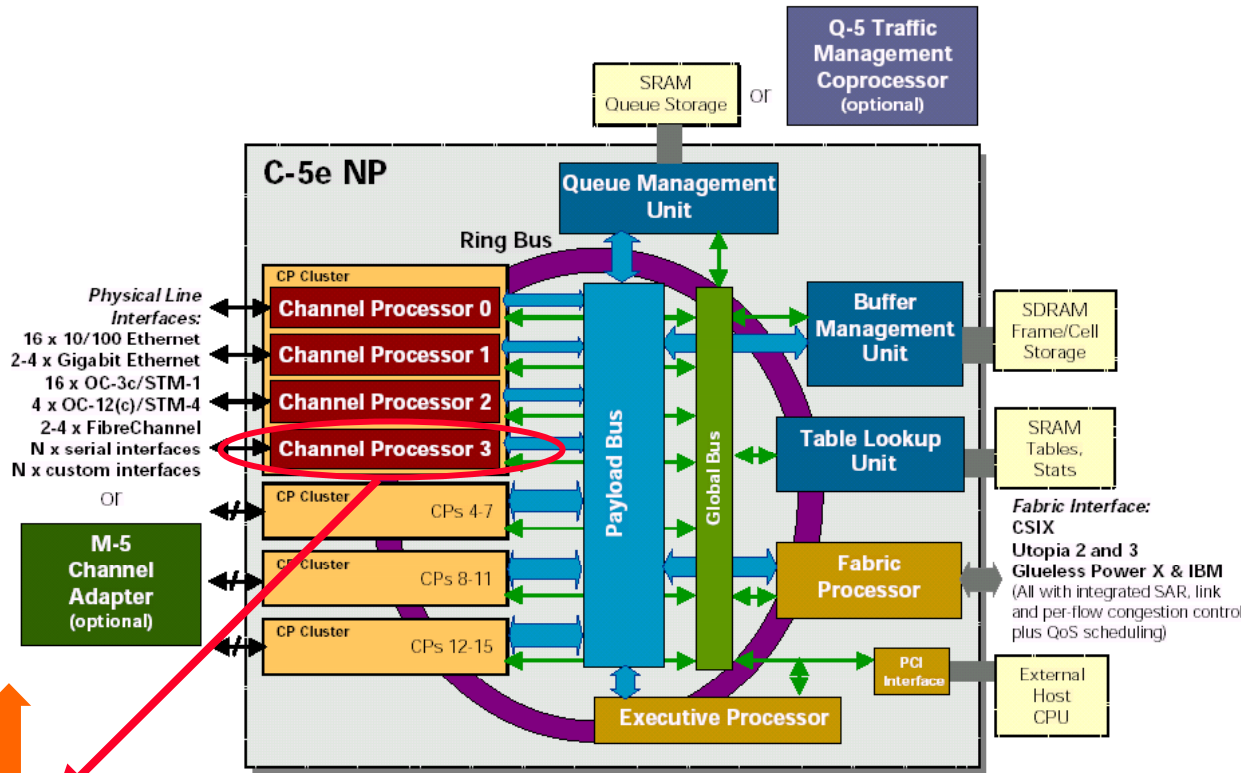 Q-5 Traffic
Management
Coprocessor
(optional)
SRAM
Queue Storage
or
C-5e NP
Queue Management
Unit
Ring Bus
CP Cluster
Channel Processor 0
Channel Processor 1
Channel Processor 2
Channel Processor 3
Physical Line
Interfaces:
16 x 10/100 Ethernet
2-4 x Gigabit Ethernet
16 x OC-3c/STM-1
4 x OC-12(c)/STM-4
2-4 x FibreChannel
N x serial interfaces
N x custom interfaces
or
M-5
Channel
Adapter
(optional)
CP Cluster
CPs 4-7
CP Cluster
CPs 8-11
CP Cluster
CPs 12-15
Payload Bus
Global Bus
Buffer
Management
Unit
SDRAM
Frame/Cell
Storage
Table Lookup
Unit
SRAM
Tables,
Stats
Fabric
Processor
Fabric Interface:
CSIX
Utopia 2 and 3
Glueless Power X & IBM
(All with integrated SAR, link
and per-flow congestion control
plus QoS scheduling)
PCI
Interface
External
Host
CPU
Executive Processor